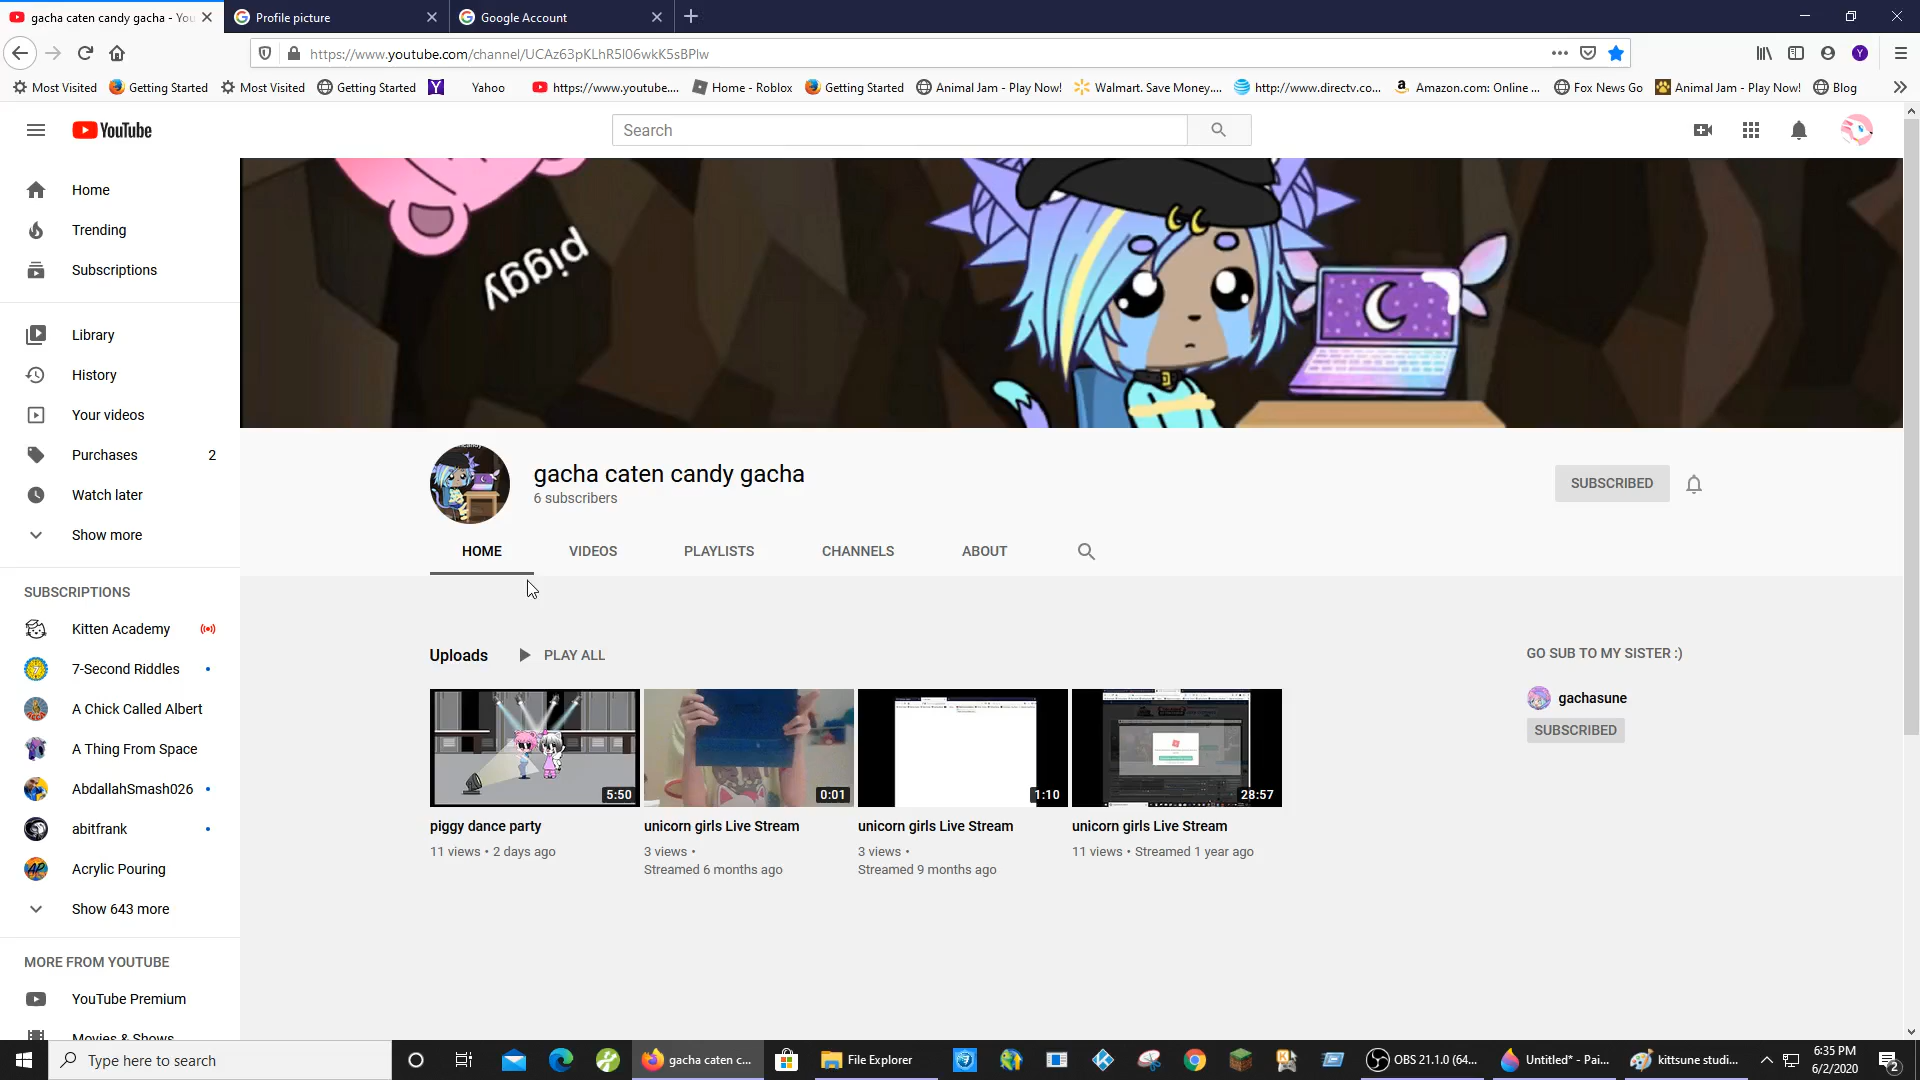 gacha caten candy gacha - You
Profile picture
Google Account
https://www.youtube.com/channel/UCAz63pKLhR5l06wkK5sBPlw
Most Visited
Getting Started
Most Visited
Getting Started
Yahoo
https://www.youtube....
Home - Roblox
Getting Started
Animal Jam - Play Now!
Walmart. Save Money....
http://www.directv.co...
Amazon.com: Online ...
Fox News Go
Animal Jam - Play Now!
Blog
YouTube
Search
Home
Trending
Subscriptions
Library
History
Your videos
Purchases 2
Watch later
Show more
SUBSCRIPTIONS
Kitten Academy
7-Second Riddles
A Chick Called Albert
A Thing From Space
AbdallahSmash026
abitfrank
Acrylic Pouring
Show 643 more
MORE FROM YOUTUBE
YouTube Premium
Movies & Shows
piggy
gacha caten candy gacha
6 subscribers
SUBSCRIBED
HOME VIDEOS PLAYLISTS CHANNELS ABOUT
Uploads PLAY ALL
5:50
piggy dance party
11 views • 2 days ago
0:01
unicorn girls Live Stream
3 views •
Streamed 6 months ago
1:10
unicorn girls Live Stream
3 views •
Streamed 9 months ago
28:57
unicorn girls Live Stream
11 views • Streamed 1 year ago
GO SUB TO MY SISTER :)
gachasune
SUBSCRIBED
Type here to search
gacha caten c...
File Explorer
OBS 21.1.0 (64...
Untitled* - Pai...
kittsune studi...
6:35 PM
6/2/2020
2